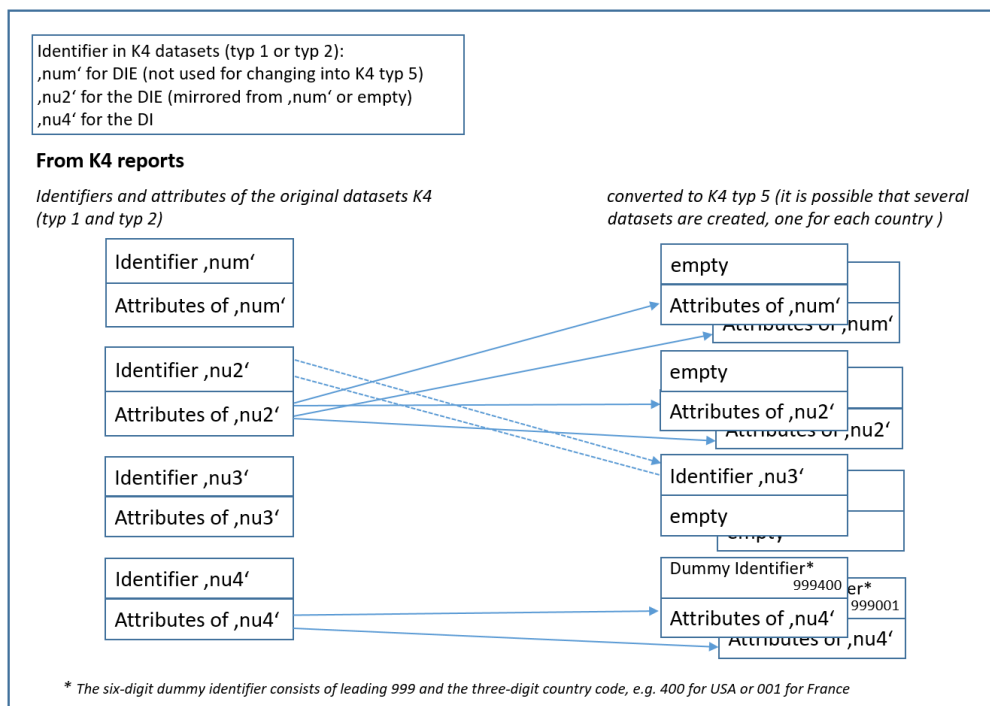 Identifier in K4 datasets (typ 1 or typ 2):
‚num‘ for DIE (not used for changing into K4 typ 5)
‚nu2‘ for the DIE (mirrored from ‚num‘ or empty)
‚nu4‘ for the DI
From K4 reports
Identifiers and attributes of the original datasets K4
(typ 1 and typ 2)
converted to K4 typ 5 (it is possible that several
datasets are created, one for each country )
Identifier ‚num‘
Attributes of ‚num‘
Identifier ‚nu2‘
Attributes of ‚nu2‘
Identifier ‚nu3‘
Attributes of ‚nu3‘
Identifier ‚nu4‘
Attributes of ‚nu4‘
empty
Attributes of ‚num‘
Attributes of ‚num‘
empty
Attributes of ‚nu2‘
Attributes of ‚nu2‘
Identifier ‚nu3‘
empty
empty
Dummy Identifier*
999400
Attributes of ‚nu4‘
er*
999001
Attributes of ‚nu4‘
* The six-digit dummy identifier consists of leading 999 and the three-digit country code, e.g. 400 for USA or 001 for France